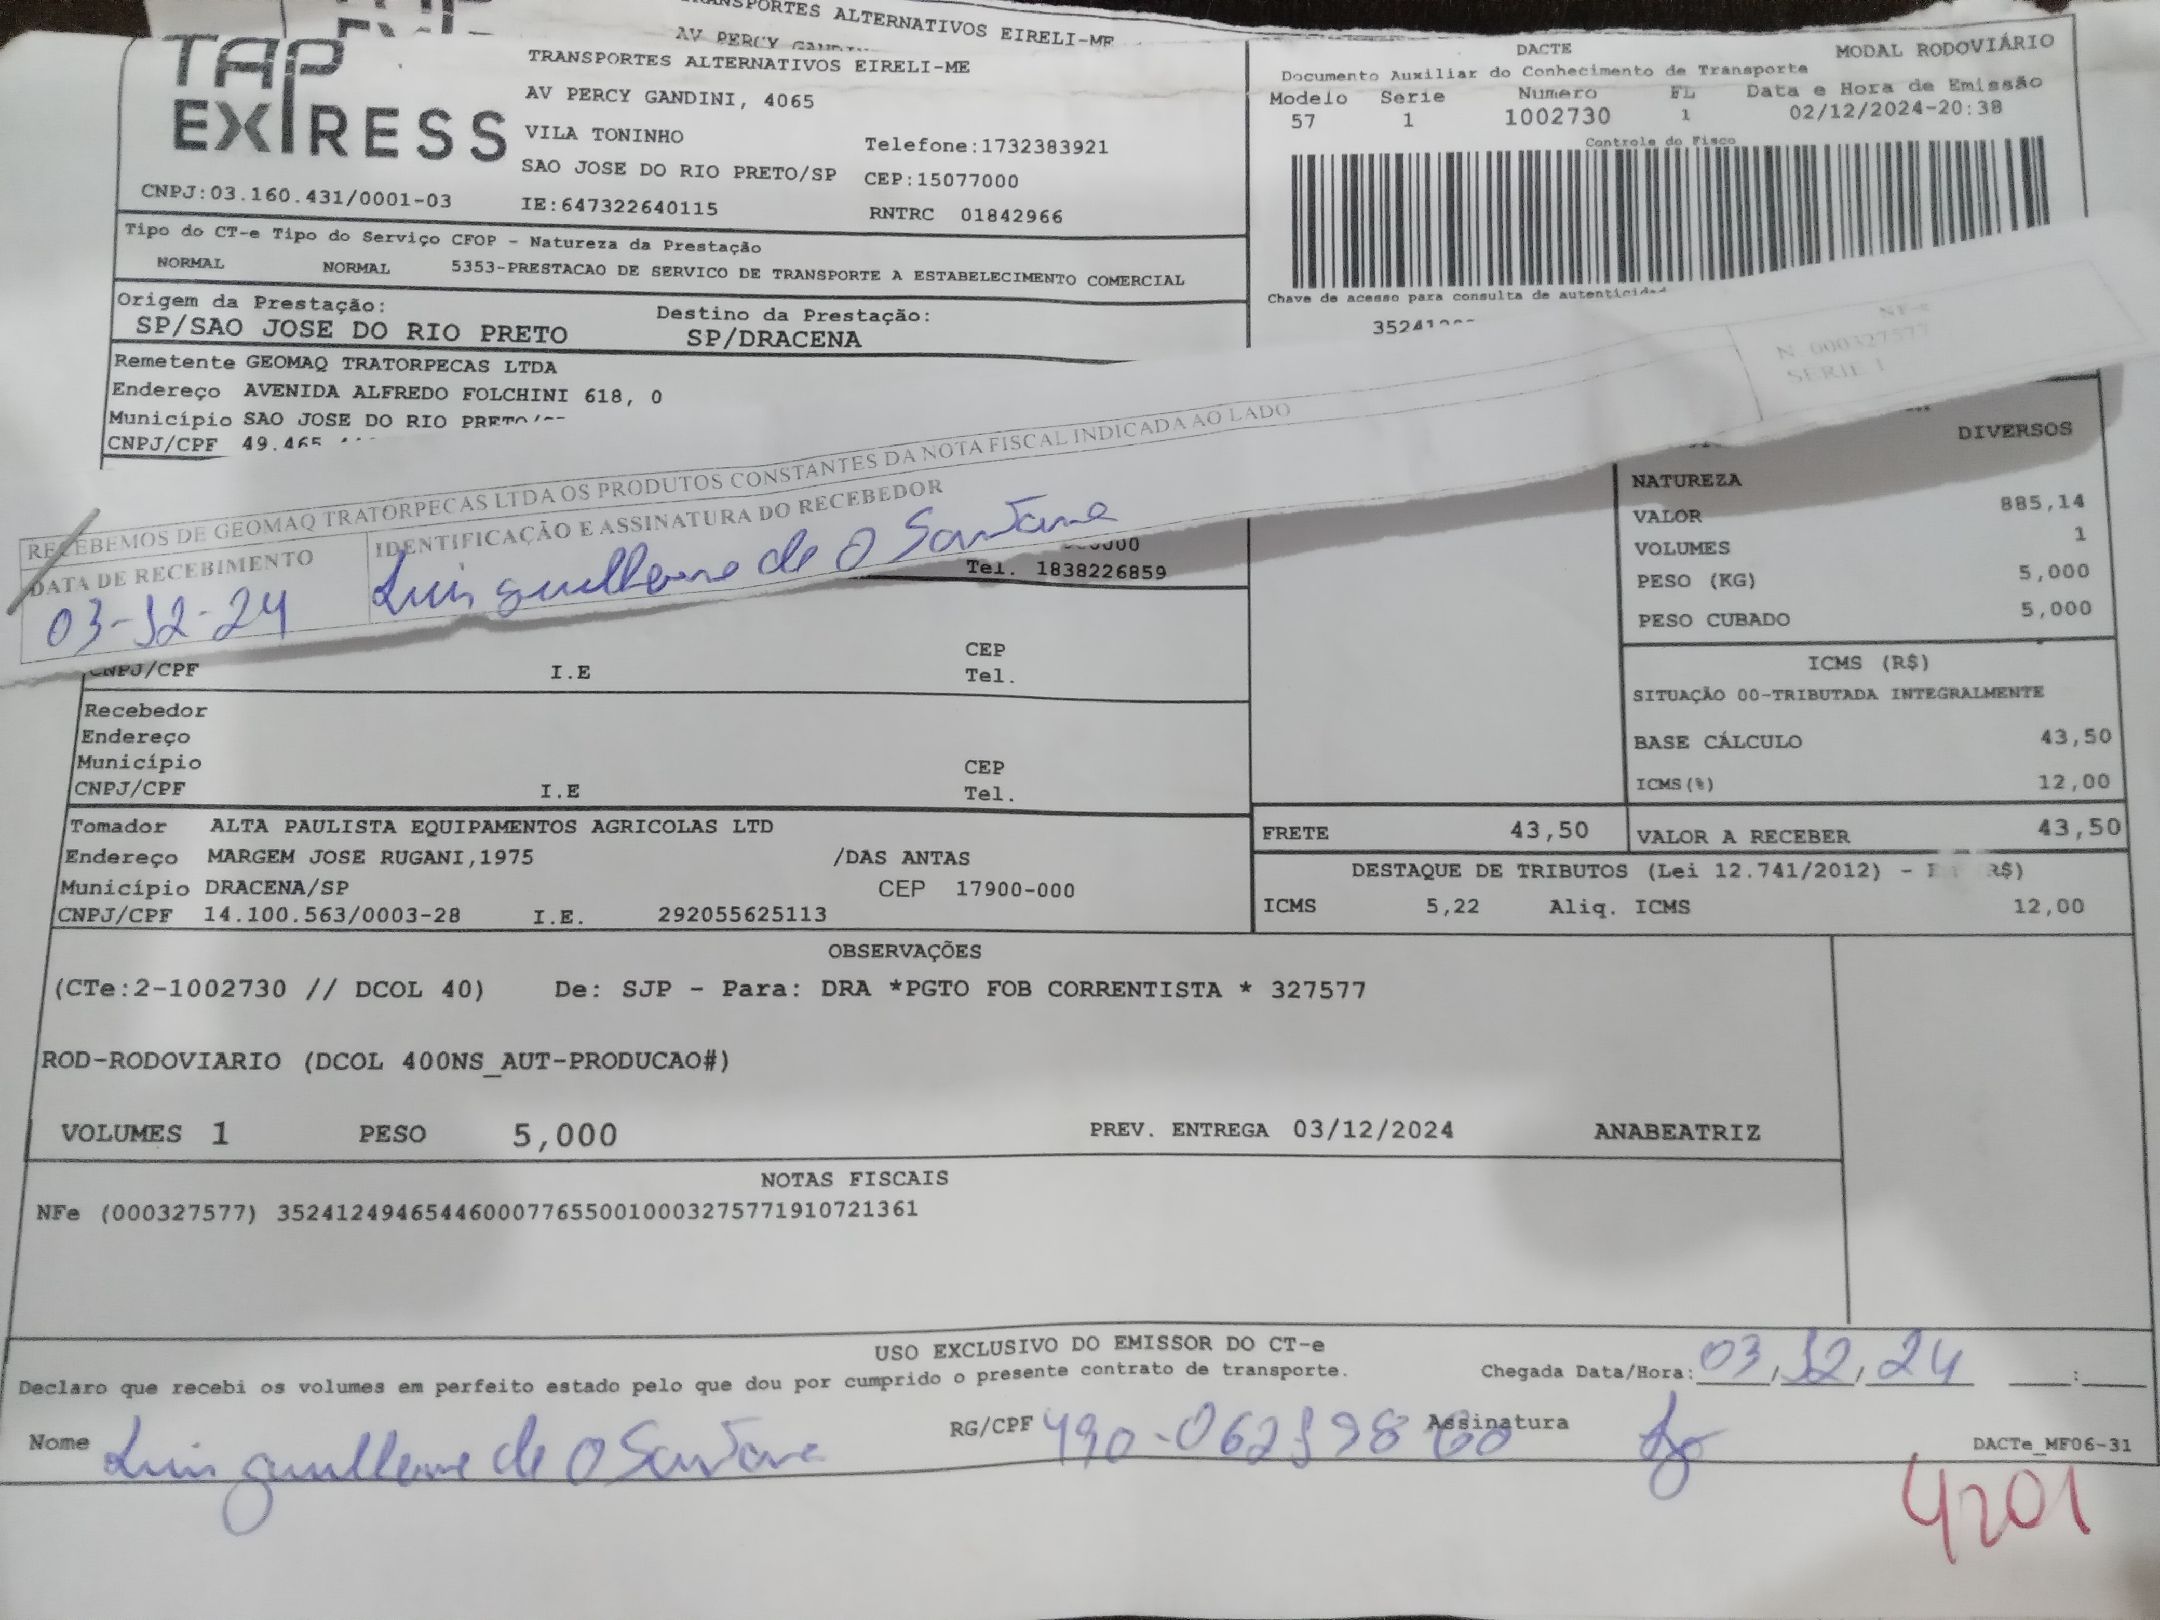 TRANSPORTES ALTERNATIVOS EIRELI-ME
AV PERCY GANDINI
TAP EXPRESS
TRANSPORTES ALTERNATIVOS EIRELI-ME
AV PERCY GANDINI, 4065
VILA TONINHO
Telefone:1732383921
SAO JOSE DO RIO PRETO/SP CEP:15077000
CNPJ:03.160.431/0001-03 IE:647322640115 RNTRC 01842966
DACTE MODAL RODOVIÁRIO
Documento Auxiliar do Conhecimento de Transporte
Modelo Serie Numero FL Data e Hora de Emissão
57 1 1002730 1 02/12/2024-20:38
Controle do Fisco
Chave de acesso para consulta de autenticidad
Tipo do CT-e Tipo do Serviço CFOP - Natureza da Prestação
NORMAL NORMAL 5353-PRESTACAO DE SERVICO DE TRANSPORTE A ESTABELECIMENTO COMERCIAL
Origem da Prestação: Destino da Prestação:
SP/SAO JOSE DO RIO PRETO SP/DRACENA
Remetente GEOMAQ TRATORPECAS LTDA
Endereço AVENIDA ALFREDO FOLCHINI 618, 0
Município SAO JOSE DO RIO PRETO/
CNPJ/CPF 49.465
NF-e
N. 000327577
SERIE 1
RECEBEMOS DE GEOMAQ TRATORPECAS LTDA OS PRODUTOS CONSTANTES DA NOTA FISCAL INDICADA AO LADO
DATA DE RECEBIMENTO IDENTIFICAÇÃO E ASSINATURA DO RECEBEDOR
03-12-24 Luis guilherme de O Santana
Tel. 1838226859
DIVERSOS
NATUREZA
VALOR 885,14
VOLUMES 1
PESO (KG) 5,000
PESO CUBADO 5,000
ICMS (R$)
SITUAÇÃO 00-TRIBUTADA INTEGRALMENTE
BASE CÁLCULO 43,50
ICMS(%) 12,00
CEP
CNPJ/CPF I.E Tel.
Recebedor
Endereço
Município CEP
CNPJ/CPF I.E Tel.
Tomador ALTA PAULISTA EQUIPAMENTOS AGRICOLAS LTD
Endereço MARGEM JOSE RUGANI,1975 /DAS ANTAS
Município DRACENA/SP CEP 17900-000
CNPJ/CPF 14.100.563/0003-28 I.E. 292055625113
FRETE 43,50 VALOR A RECEBER 43,50
DESTAQUE DE TRIBUTOS (Lei 12.741/2012) - R$)
ICMS 5,22 Aliq. ICMS 12,00
OBSERVAÇÕES
(CTe:2-1002730 // DCOL 40) De: SJP - Para: DRA *PGTO FOB CORRENTISTA * 327577
ROD-RODOVIARIO (DCOL 400NS_AUT-PRODUCAO#)
VOLUMES 1 PESO 5,000 PREV. ENTREGA 03/12/2024 ANABEATRIZ
NOTAS FISCAIS
NFe (000327577) 35241249465446000776550010003275771910721361
USO EXCLUSIVO DO EMISSOR DO CT-e
Declaro que recebi os volumes em perfeito estado pelo que dou por cumprido o presente contrato de transporte. Chegada Data/Hora: 03,12,24 :
Nome Luis guilherme de O Santana RG/CPF 490-062198 60 Assinatura
DACTe_MF06-31
4201